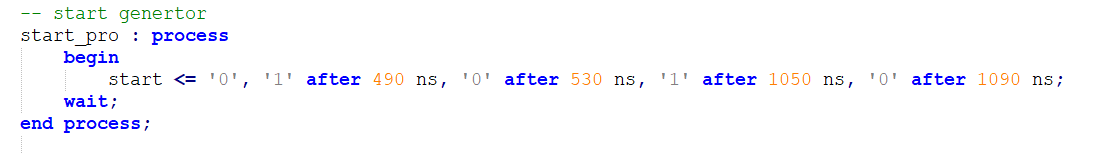 -- start genertor
start_pro : process
begin
start <= '0', '1' after 490 ns, '0' after 530 ns, '1' after 1050 ns, '0' after 1090 ns;
wait;
end process;